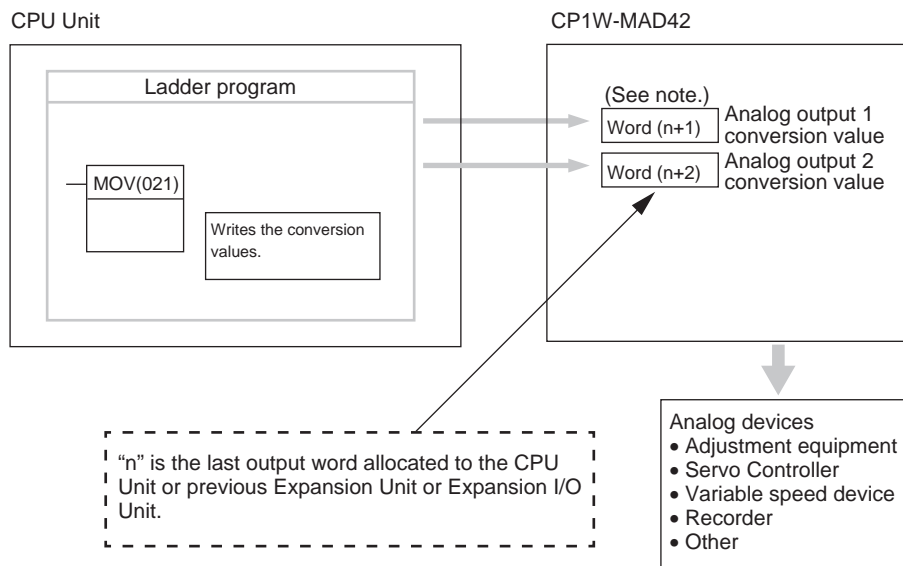 CPU Unit
CP1W-MAD42
Ladder program
MOV(021)
Writes the conversion
values.
(See note.)
Word (n+1)
Analog output 1
conversion value
Word (n+2)
Analog output 2
conversion value
“n” is the last output word allocated to the CPU
Unit or previous Expansion Unit or Expansion I/O
Unit.
Analog devices
• Adjustment equipment
• Servo Controller
• Variable speed device
• Recorder
• Other